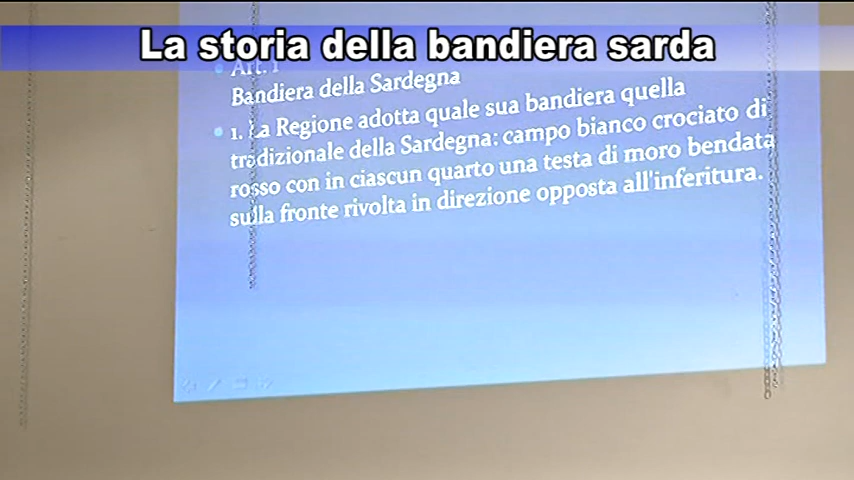 La storia della bandiera sarda
Art. 1
Bandiera della Sardegna
1. La Regione adotta quale sua bandiera quella
tradizionale della Sardegna: campo bianco crociato di
rosso con in ciascun quarto una testa di moro bendata
sulla fronte rivolta in direzione opposta all'inferitura.